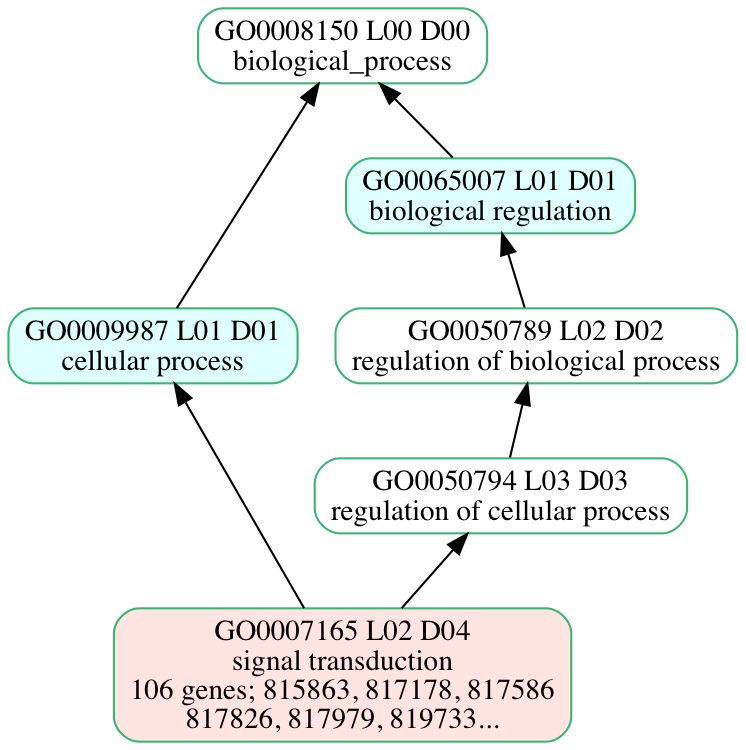 GO0008150 L00 D00
biological_process
GO0065007 L01 D01
biological regulation
GO0009987 L01 D01
cellular process
GO0050789 L02 D02
regulation of biological process
GO0050794 L03 D03
regulation of cellular process
GO0007165 L02 D04
signal transduction
106 genes; 815863, 817178, 817586
817826, 817979, 819733...